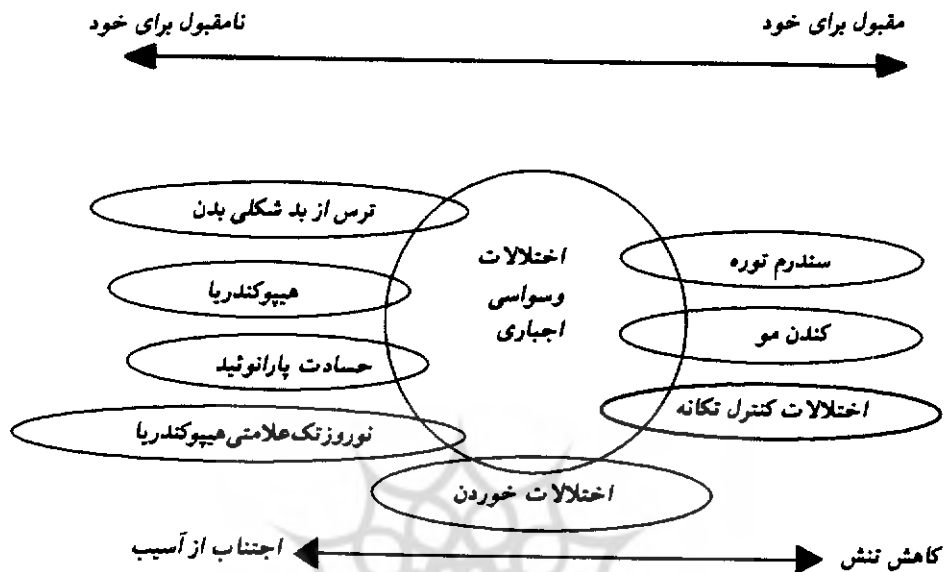 مقبول برای خود
نامقبول برای خود
ترس از بد شکلی بدن
اختلالات
وسواسی
اجباری
سندرم توره
هیپوکندریا
کندن مو
حسادت پارانوئید
اختلالات کنترل تکانه
نوروزتک‌علامتی‌هیپوکندریا
اختلالات خوردن
کاهش تنش
اجتناب از آسیب